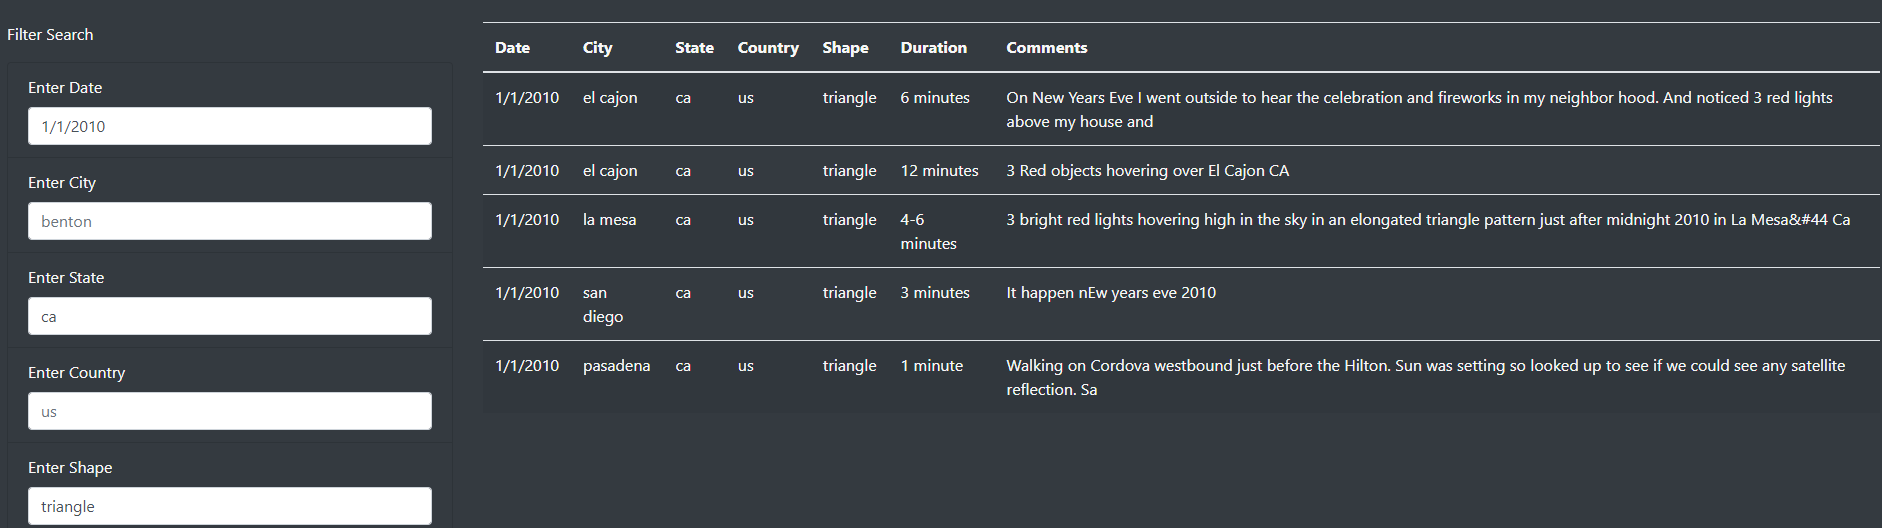 Filter Search
Enter Date
1/1/2010
Enter City
benton
Enter State
ca
Enter Country
us
Enter Shape
triangle
Date City State Country Shape Duration Comments
1/1/2010 el cajon ca us triangle 6 minutes On New Years Eve I went outside to hear the celebration and fireworks in my neighbor hood. And noticed 3 red lights
above my house and
1/1/2010 el cajon ca us triangle 12 minutes 3 Red objects hovering over El Cajon CA
1/1/2010 la mesa ca us triangle 4-6 3 bright red lights hovering high in the sky in an elongated triangle pattern just after midnight 2010 in La Mesa&#44 Ca
minutes
1/1/2010 san ca us triangle 3 minutes It happen nEw years eve 2010
diego
1/1/2010 pasadena ca us triangle 1 minute Walking on Cordova westbound just before the Hilton. Sun was setting so looked up to see if we could see any satellite
reflection. Sa